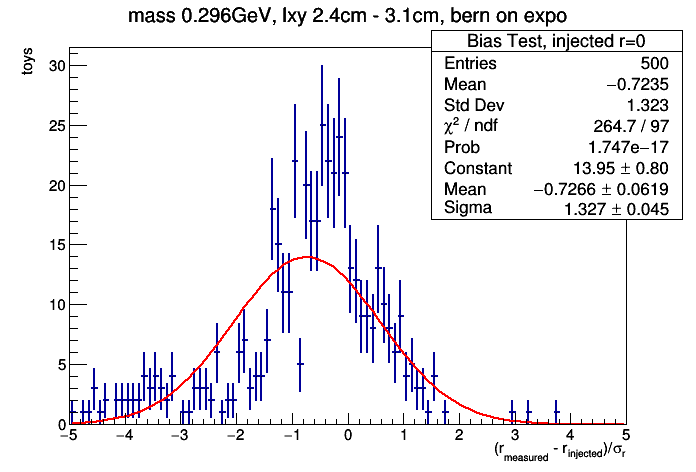 mass 0.296GeV, lxy 2.4cm - 3.1cm, bern on expo
toys
Bias Test, injected r=0
Entries 500
Mean −0.7235
Std Dev 1.323
χ² / ndf 264.7 / 97
Prob 1.747e−17
Constant 13.95 ± 0.80
Mean −0.7266 ± 0.0619
Sigma 1.327 ± 0.045
30
25
20
15
10
5
0
−5 −4 −3 −2 −1 0 1 2 3 4 5
(r_measured - r_injected)/σ_r